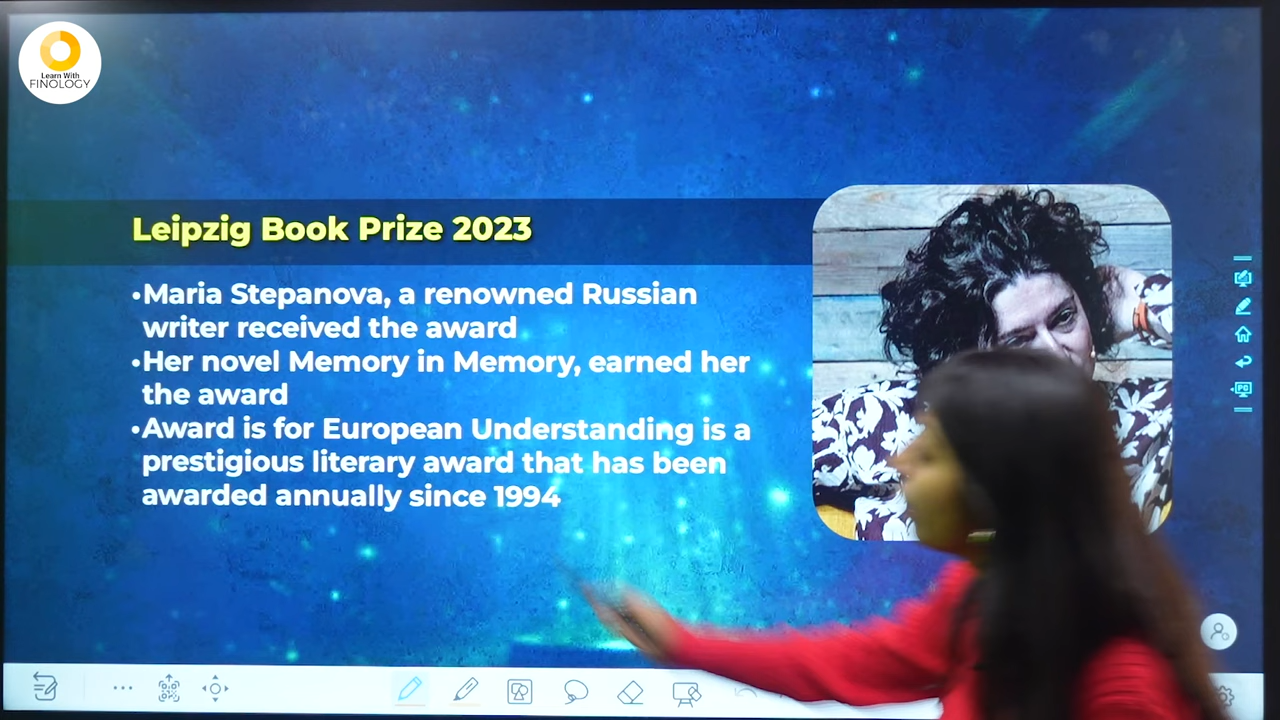 Learn With
FINOLOGY
Leipzig Book Prize 2023
•Maria Stepanova, a renowned Russian
writer received the award
•Her novel Memory in Memory, earned her
the award
•Award is for European Understanding is a
prestigious literary award that has been
awarded annually since 1994
PC